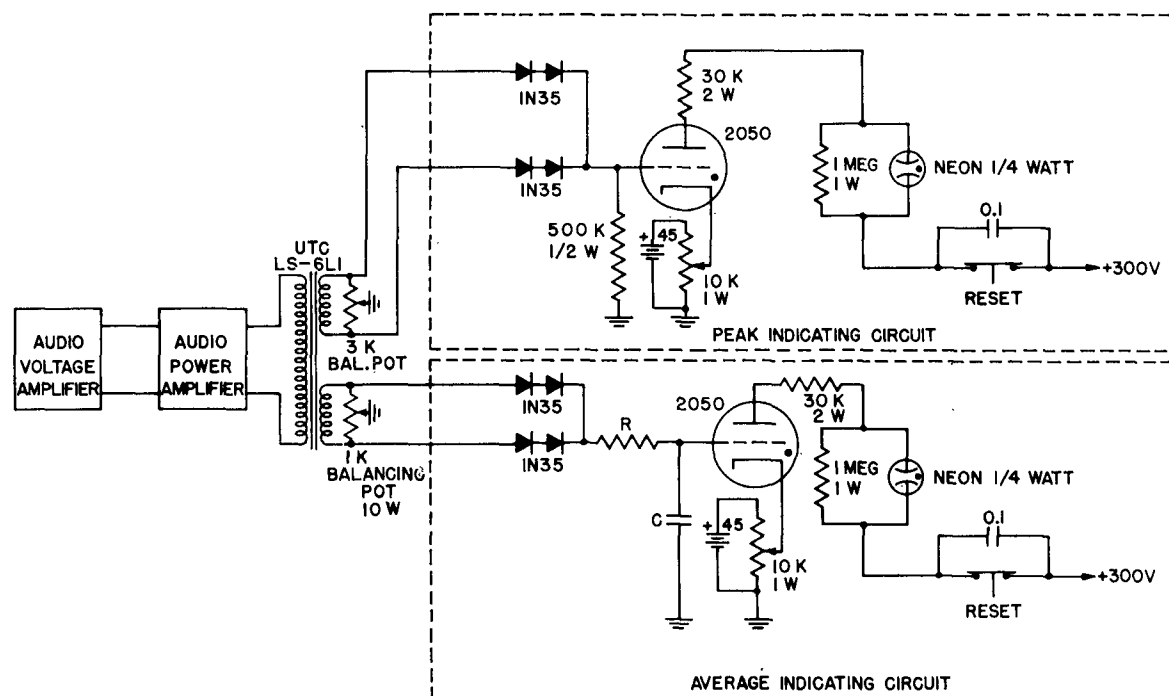 30 K
2 W
IN35
2050
1 MEG
1 W
NEON 1/4 WATT
IN35
500 K
1/2 W
+ 45
0.1
10 K
1 W
+300V
RESET
PEAK INDICATING CIRCUIT
UTC
LS-6L1
AUDIO
VOLTAGE
AMPLIFIER
AUDIO
POWER
AMPLIFIER
3 K
BAL. POT
IN35
R
2050
30 K
2 W
1 MEG
1 W
NEON 1/4 WATT
IN35
1 K
BALANCING
POT
10 W
C
+ 45
0.1
10 K
1 W
+300V
RESET
AVERAGE INDICATING CIRCUIT